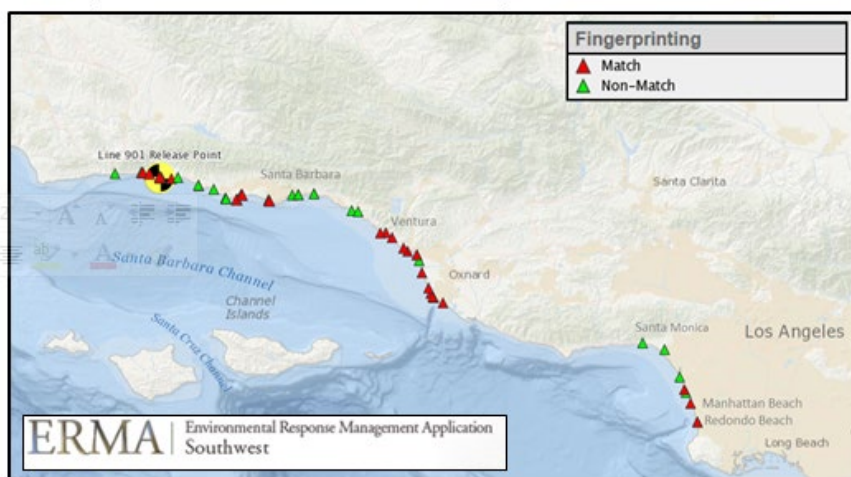 Fingerprinting
Match
Non-Match
Line 901 Release Point
Santa Barbara
Santa Clarita
Ventura
Santa Barbara Channel
Oxnard
Channel
Islands
Santa Cruz Channel
Santa Monica
Los Angeles
Manhattan Beach
Redondo Beach
Long Beach
ERMA
Environmental Response Management Application
Southwest